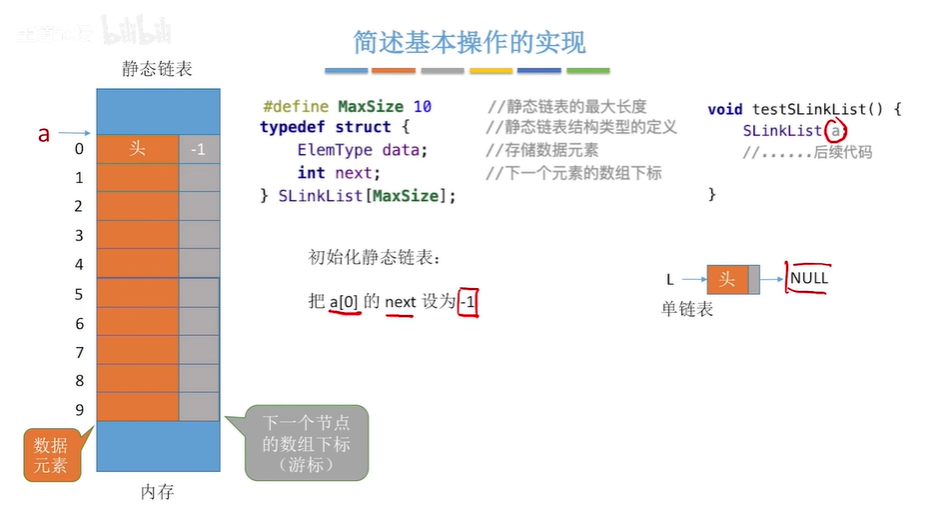 简述基本操作的实现
静态链表
a
0 头 -1
1
2
3
4
5
6
7
8
9
数据
元素
内存
下一个节点
的数组下标
（游标）
#define MaxSize 10 //静态链表的最大长度
typedef struct { //静态链表结构类型的定义
ElemType data; //存储数据元素
int next; //下一个元素的数组下标
} SLinkList[MaxSize];
void testSLinkList() {
SLinkList a;
//......后续代码
}
初始化静态链表：
把 a[0] 的 next 设为 -1
L 头 NULL
单链表
bilibili